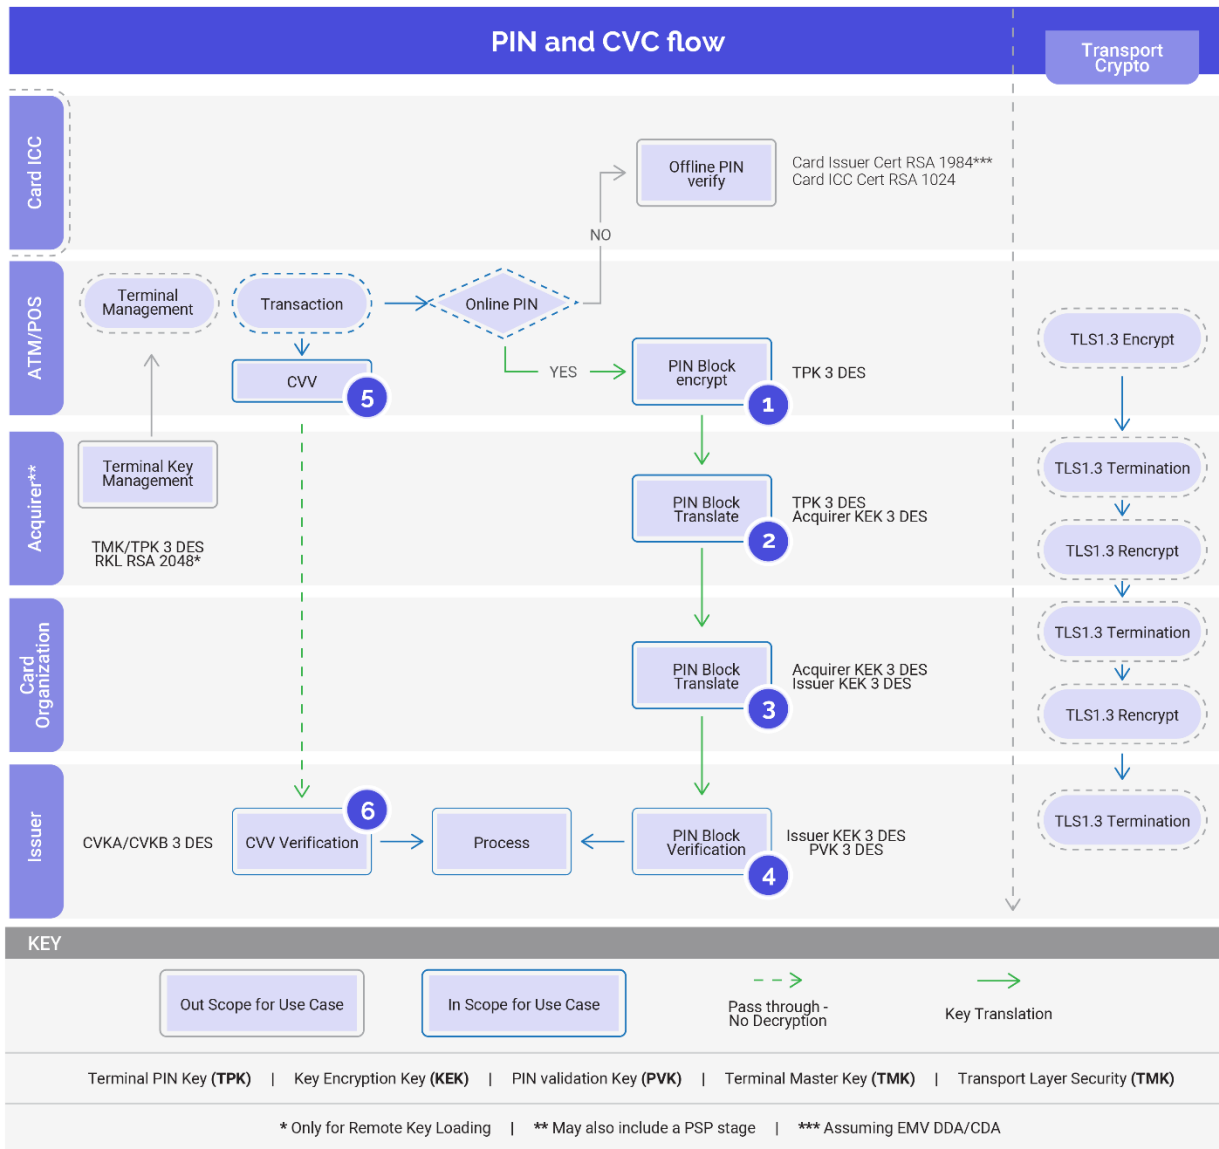 PIN and CVC flow
Transport
Crypto
Card ICC
Offline PIN
verify
Card Issuer Cert RSA 1984***
Card ICC Cert RSA 1024
NO
ATM/POS
Terminal
Management
Transaction
Online PIN
TLS1.3 Encrypt
CVV
5
YES
PIN Block
encrypt
1
TPK 3 DES
Acquirer**
Terminal Key
Management
TMK/TPK 3 DES
RKL RSA 2048*
PIN Block
Translate
2
TPK 3 DES
Acquirer KEK 3 DES
TLS1.3 Termination
TLS1.3 Rencrypt
Card
Organization
PIN Block
Translate
3
Acquirer KEK 3 DES
Issuer KEK 3 DES
TLS1.3 Termination
TLS1.3 Rencrypt
Issuer
CVKA/CVKB 3 DES
CVV Verification
6
Process
PIN Block
Verification
4
Issuer KEK 3 DES
PVK 3 DES
TLS1.3 Termination
KEY
Out Scope for Use Case
In Scope for Use Case
Pass through -
No Decryption
Key Translation
Terminal PIN Key (TPK) | Key Encryption Key (KEK) | PIN validation Key (PVK) | Terminal Master Key (TMK) | Transport Layer Security (TMK)
* Only for Remote Key Loading | ** May also include a PSP stage | *** Assuming EMV DDA/CDA